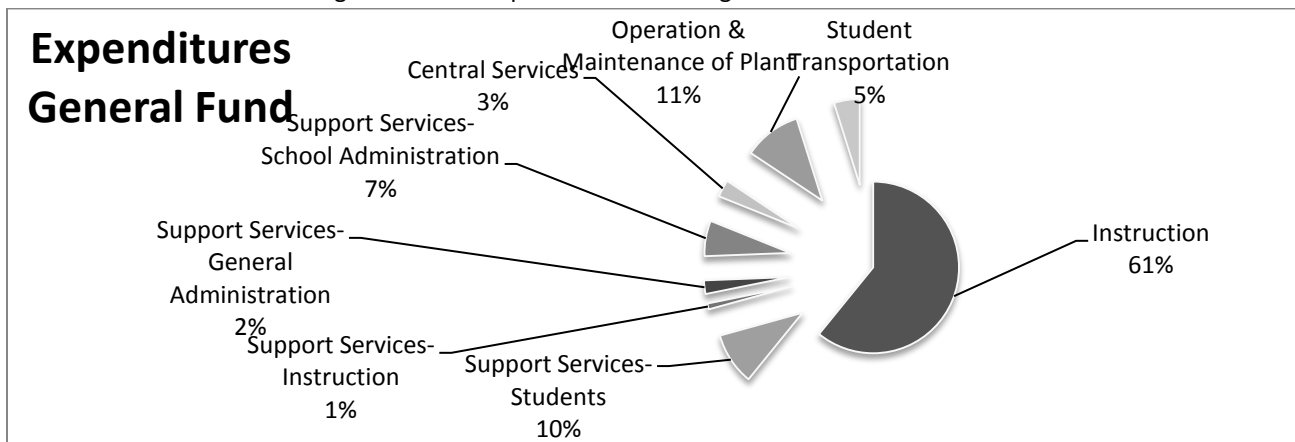 Expenditures
General Fund
Operation &
Maintenance of Plant
11%
Student
Transportation
5%
Central Services
3%
Support Services-
School Administration
7%
Support Services-
General
Administration
2%
Support Services-
Instruction
1%
Support Services-
Students
10%
Instruction
61%